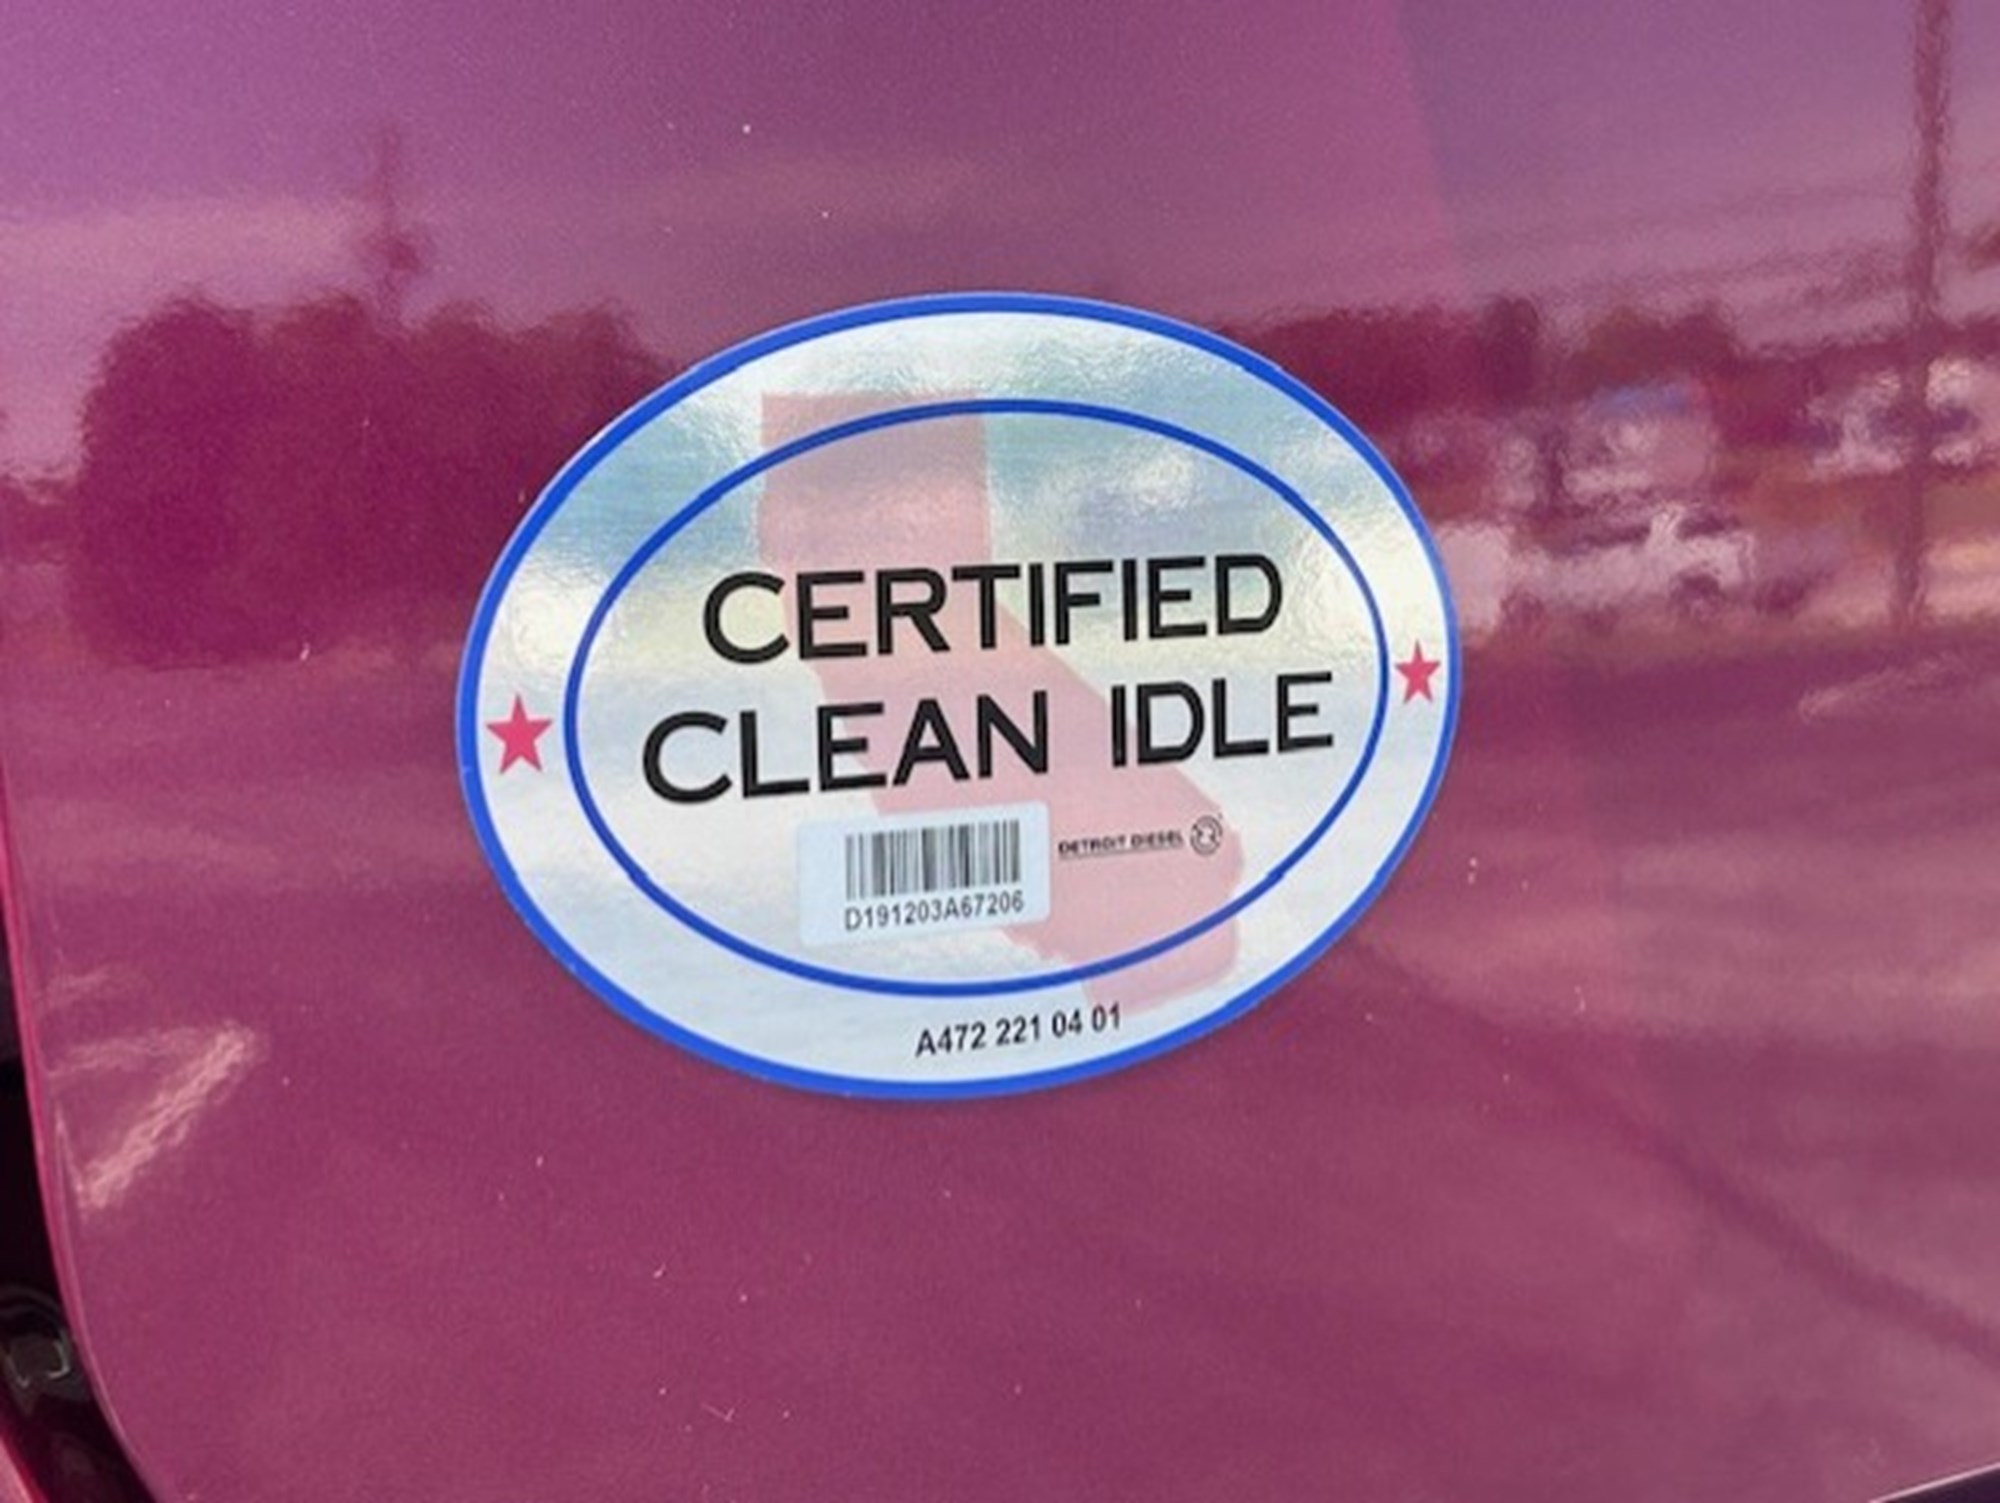 CERTIFIED
CLEAN IDLE
DETROIT DIESEL
D191203A67206
A472 221 04 01